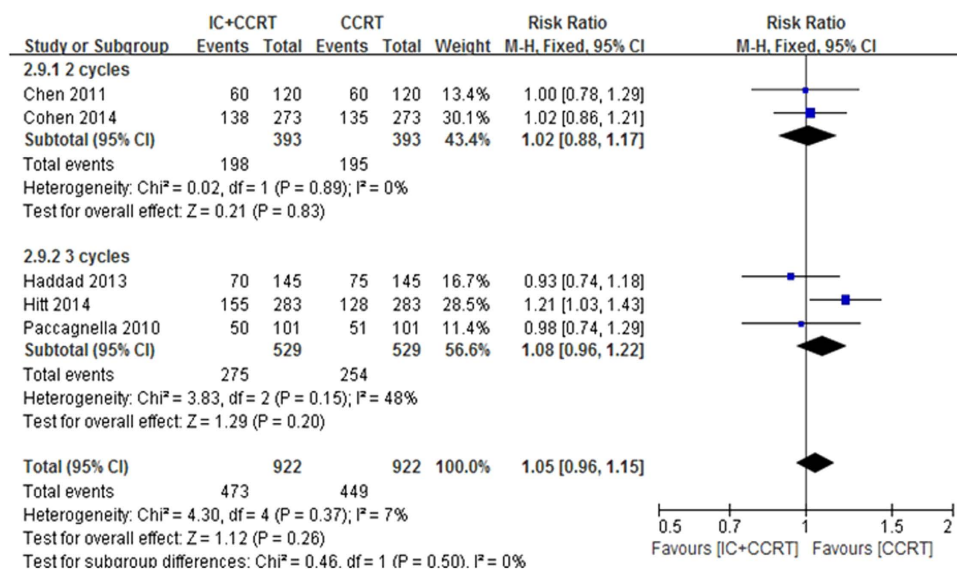 IC+CCRT CCRT Risk Ratio Risk Ratio
Study or Subgroup Events Total Events Total Weight M-H, Fixed, 95% CI M-H, Fixed, 95% CI
2.9.1 2 cycles
Chen 2011 60 120 60 120 13.4% 1.00 [0.78, 1.29]
Cohen 2014 138 273 135 273 30.1% 1.02 [0.86, 1.21]
Subtotal (95% CI) 393 393 43.4% 1.02 [0.88, 1.17]
Total events 198 195
Heterogeneity: Chi² = 0.02, df = 1 (P = 0.89); I² = 0%
Test for overall effect: Z = 0.21 (P = 0.83)
2.9.2 3 cycles
Haddad 2013 70 145 75 145 16.7% 0.93 [0.74, 1.18]
Hitt 2014 155 283 128 283 28.5% 1.21 [1.03, 1.43]
Paccagnella 2010 50 101 51 101 11.4% 0.98 [0.74, 1.29]
Subtotal (95% CI) 529 529 56.6% 1.08 [0.96, 1.22]
Total events 275 254
Heterogeneity: Chi² = 3.83, df = 2 (P = 0.15); I² = 48%
Test for overall effect: Z = 1.29 (P = 0.20)
Total (95% CI) 922 922 100.0% 1.05 [0.96, 1.15]
Total events 473 449
Heterogeneity: Chi² = 4.30, df = 4 (P = 0.37); I² = 7%
Test for overall effect: Z = 1.12 (P = 0.26)
Test for subgroup differences: Chi² = 0.46, df = 1 (P = 0.50), I² = 0%
0.5 0.7 1 1.5 2
Favours [IC+CCRT] Favours [CCRT]